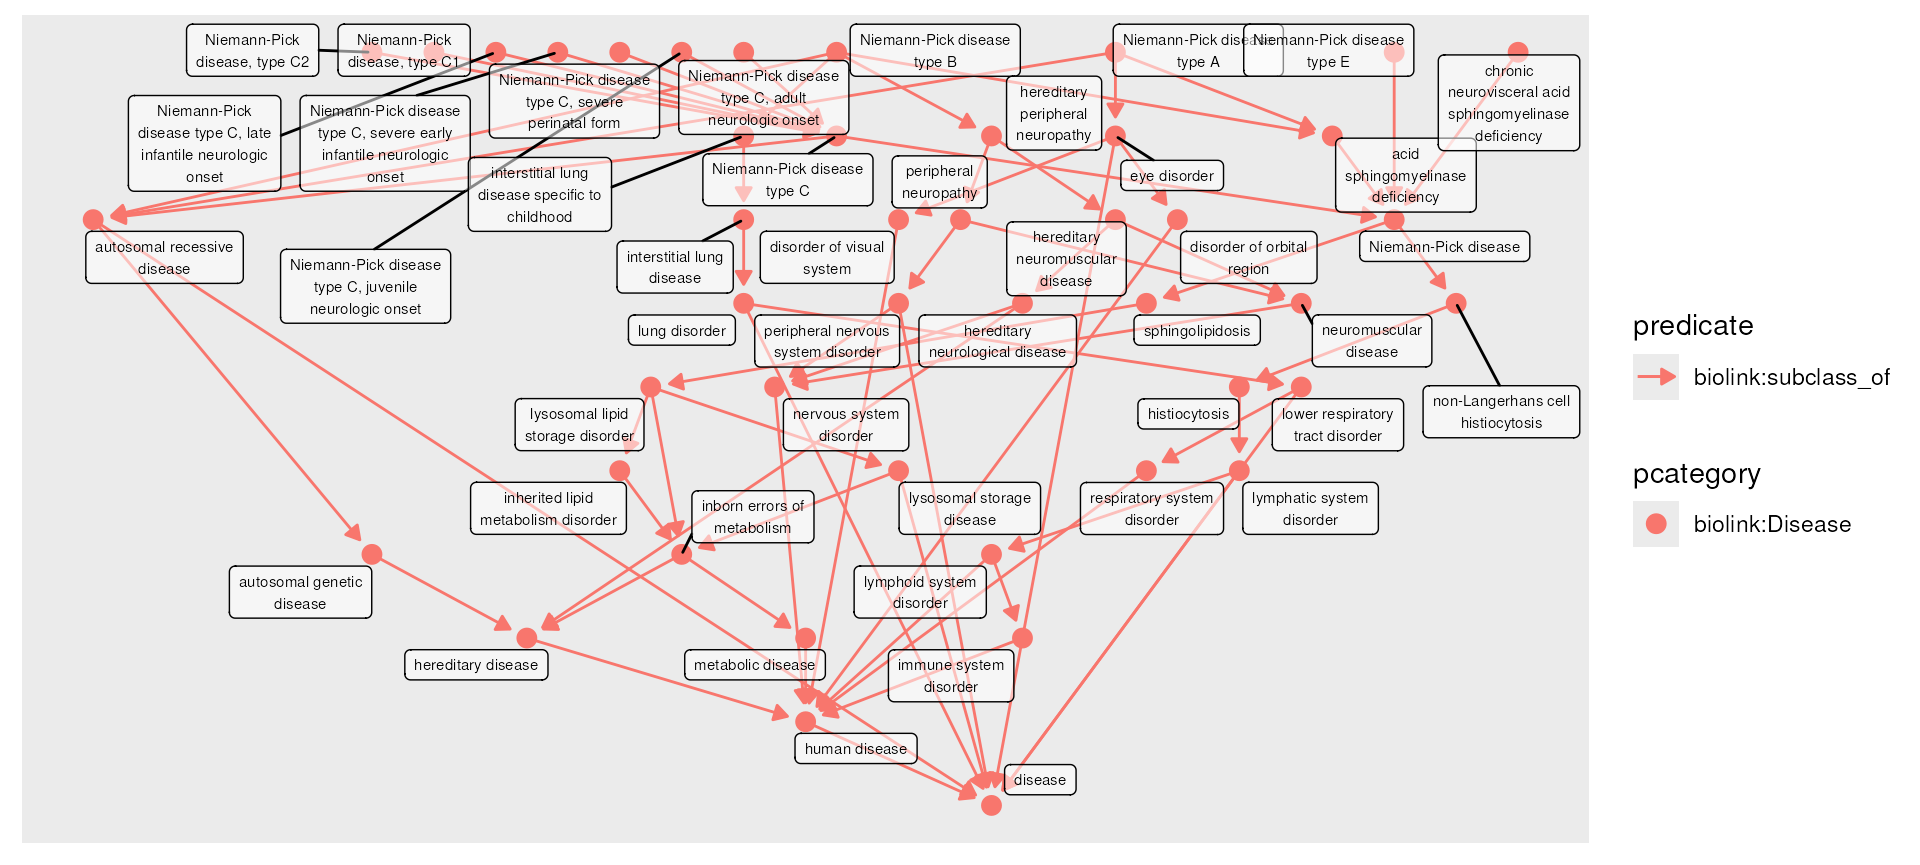 Niemann-Pick
disease, type C2
Niemann-Pick
disease, type C1
Niemann-Pick disease
type B
Niemann-Pick disease
type A
Niemann-Pick disease
type E
chronic
neurovisceral acid
sphingomyelinase
deficiency
Niemann-Pick
disease type C, late
infantile neurologic
onset
Niemann-Pick disease
type C, severe early
infantile neurologic
onset
Niemann-Pick disease
type C, severe
perinatal form
Niemann-Pick disease
type C, adult
neurologic onset
hereditary
peripheral
neuropathy
interstitial lung
disease specific to
childhood
Niemann-Pick disease
type C
peripheral
neuropathy
eye disorder
acid
sphingomyelinase
deficiency
autosomal recessive
disease
Niemann-Pick disease
type C, juvenile
neurologic onset
interstitial lung
disease
disorder of visual
system
hereditary
neuromuscular
disease
disorder of orbital
region
Niemann-Pick disease
lung disorder
peripheral nervous
system disorder
hereditary
neurological disease
sphingolipidosis
neuromuscular
disease
non-Langerhans cell
histiocytosis
lysosomal lipid
storage disorder
nervous system
disorder
histiocytosis
lower respiratory
tract disorder
inherited lipid
metabolism disorder
inborn errors of
metabolism
lysosomal storage
disease
respiratory system
disorder
lymphatic system
disorder
autosomal genetic
disease
lymphoid system
disorder
hereditary disease
metabolic disease
immune system
disorder
human disease
disease
predicate
biolink:subclass_of
pcategory
biolink:Disease